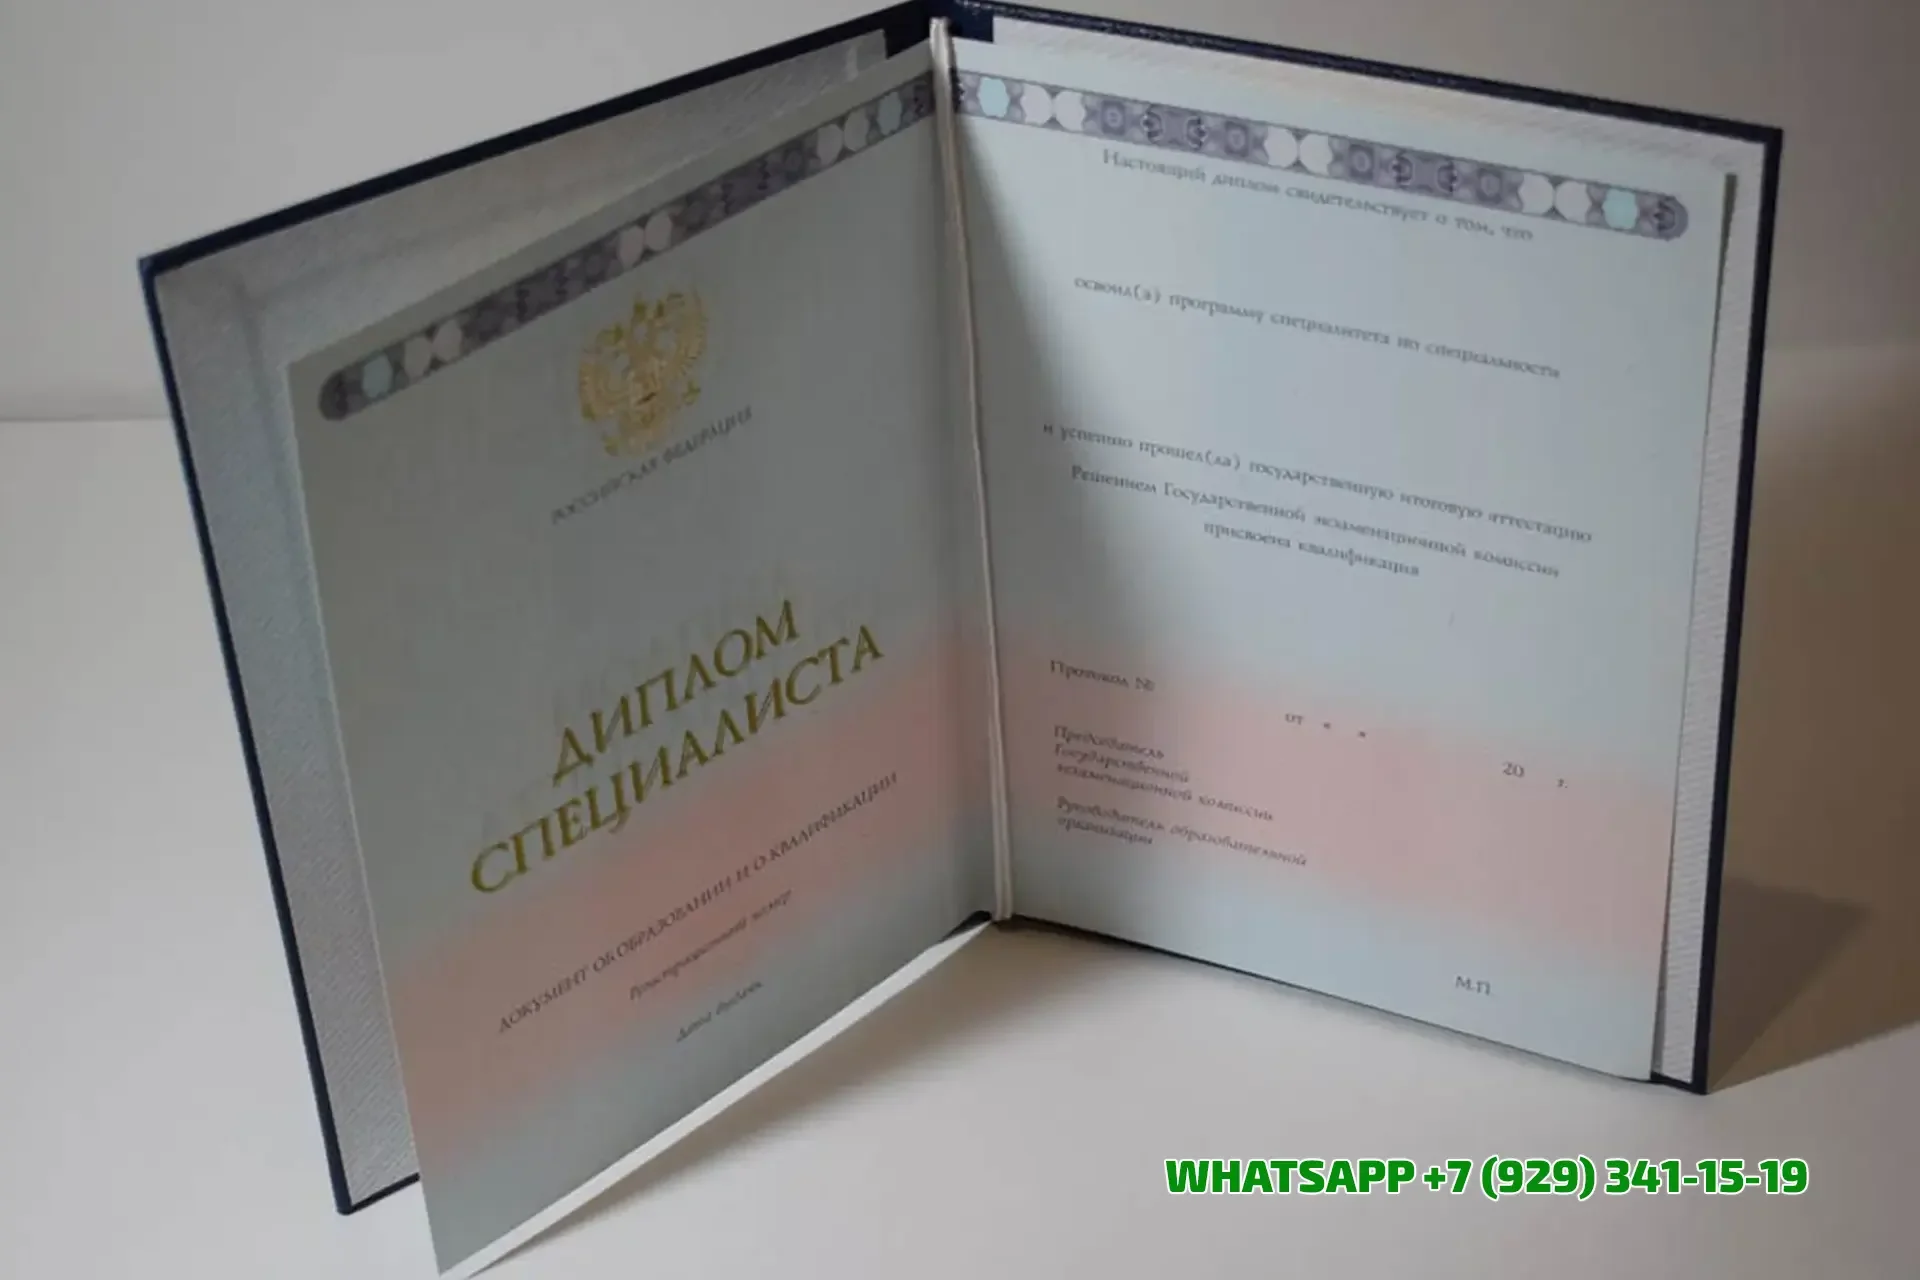 РОССИЙСКАЯ ФЕДЕРАЦИЯ
ДИПЛОМ
СПЕЦИАЛИСТА
ДОКУМЕНТ ОБ ОБРАЗОВАНИИ И О КВАЛИФИКАЦИИ
Регистрационный номер
Дата выдачи
Настоящий диплом свидетельствует о том, что
освоил(а) программу специалитета по специальности
и успешно прошел(ла) государственную итоговую аттестацию
Решением Государственной экзаменационной комиссии
присвоена квалификация
Протокол №
от « »
20 г.
Председатель
Государственной
экзаменационной комиссии
Руководитель образовательной
организации
М.П.
WHATSAPP +7 (929) 341-15-19